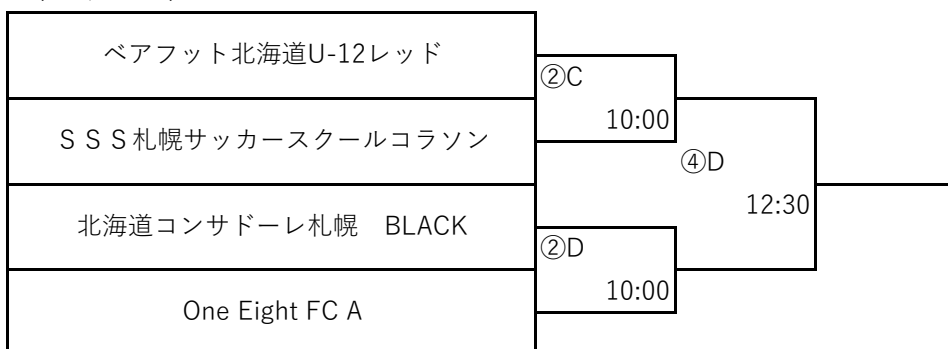 ベアフット北海道U-12レッド
②C
10:00
ＳＳＳ札幌サッカースクールコラソン
④D
12:30
北海道コンサドーレ札幌　BLACK
②D
10:00
One Eight FC A